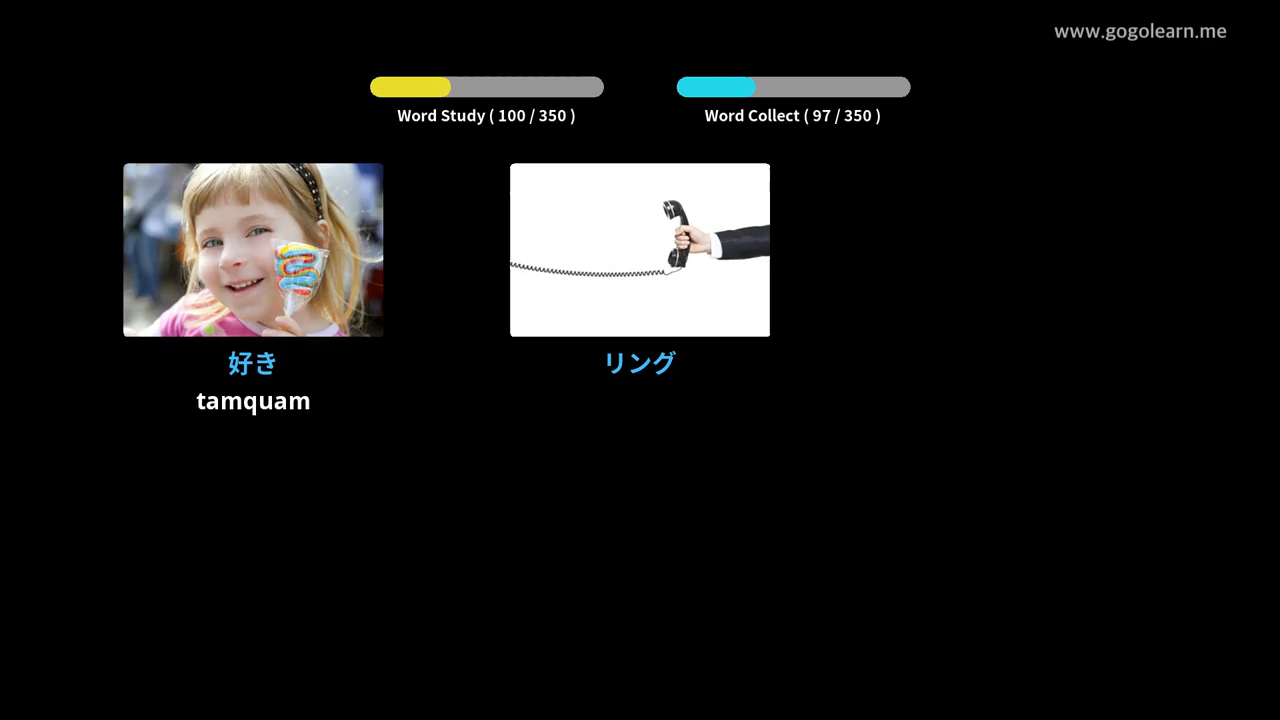 www.gogolearn.me
Word Study ( 100 / 350 )
Word Collect ( 97 / 350 )
好き
リング
tamquam